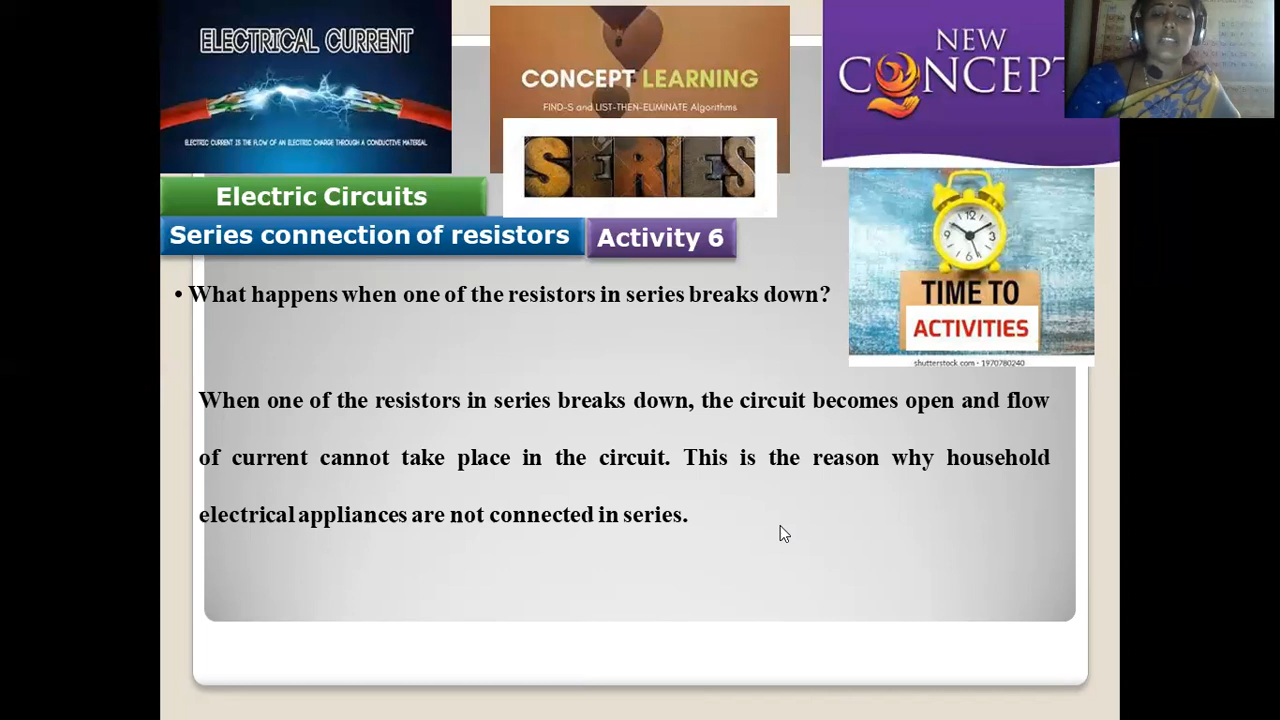 ELECTRICAL CURRENT
ELECTRIC CURRENT IS THE FLOW OF AN ELECTRIC CHARGE THROUGH A CONDUCTIVE MATERIAL
CONCEPT LEARNING
FIND-S and LIST-THEN-ELIMINATE Algorithms
SERIES
NEW
CONCEPT
Electric Circuits
Series connection of resistors
Activity 6
12
3
6
9
TIME TO
ACTIVITIES
shutterstock.com · 1970780240
• What happens when one of the resistors in series breaks down?
When one of the resistors in series breaks down, the circuit becomes open and flow
of current cannot take place in the circuit. This is the reason why household
electrical appliances are not connected in series.